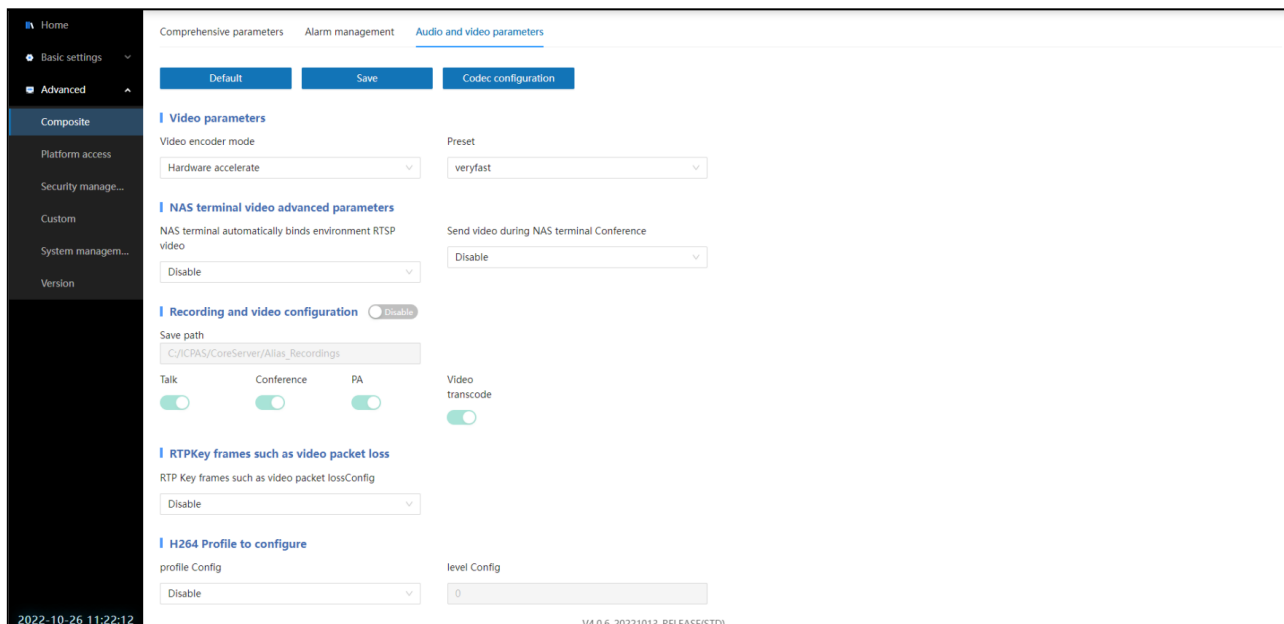 Home
Basic settings
Advanced
Composite
Platform access
Security manage...
Custom
System managem...
Version
2022-10-26 11:22:12
Comprehensive parameters Alarm management Audio and video parameters
Default Save Codec configuration
Video parameters
Video encoder mode Preset
Hardware accelerate veryfast
NAS terminal video advanced parameters
NAS terminal automatically binds environment RTSP
video
Send video during NAS terminal Conference
Disable
Disable
Recording and video configuration Disable
Save path
C:/ICPAS/CoreServer/Alias_Recordings
Talk Conference PA Video
transcode
RTPKey frames such as video packet loss
RTP Key frames such as video packet lossConfig
Disable
H264 Profile to configure
profile Config level Config
Disable 0
V4.0.6_20221013_RELEASE(STD)